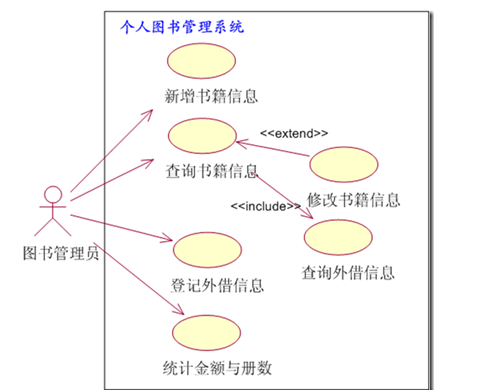 个人图书管理系统
新增书籍信息
<<extend>>
查询书籍信息
修改书籍信息
<<include>>
图书管理员
登记外借信息
查询外借信息
统计金额与册数